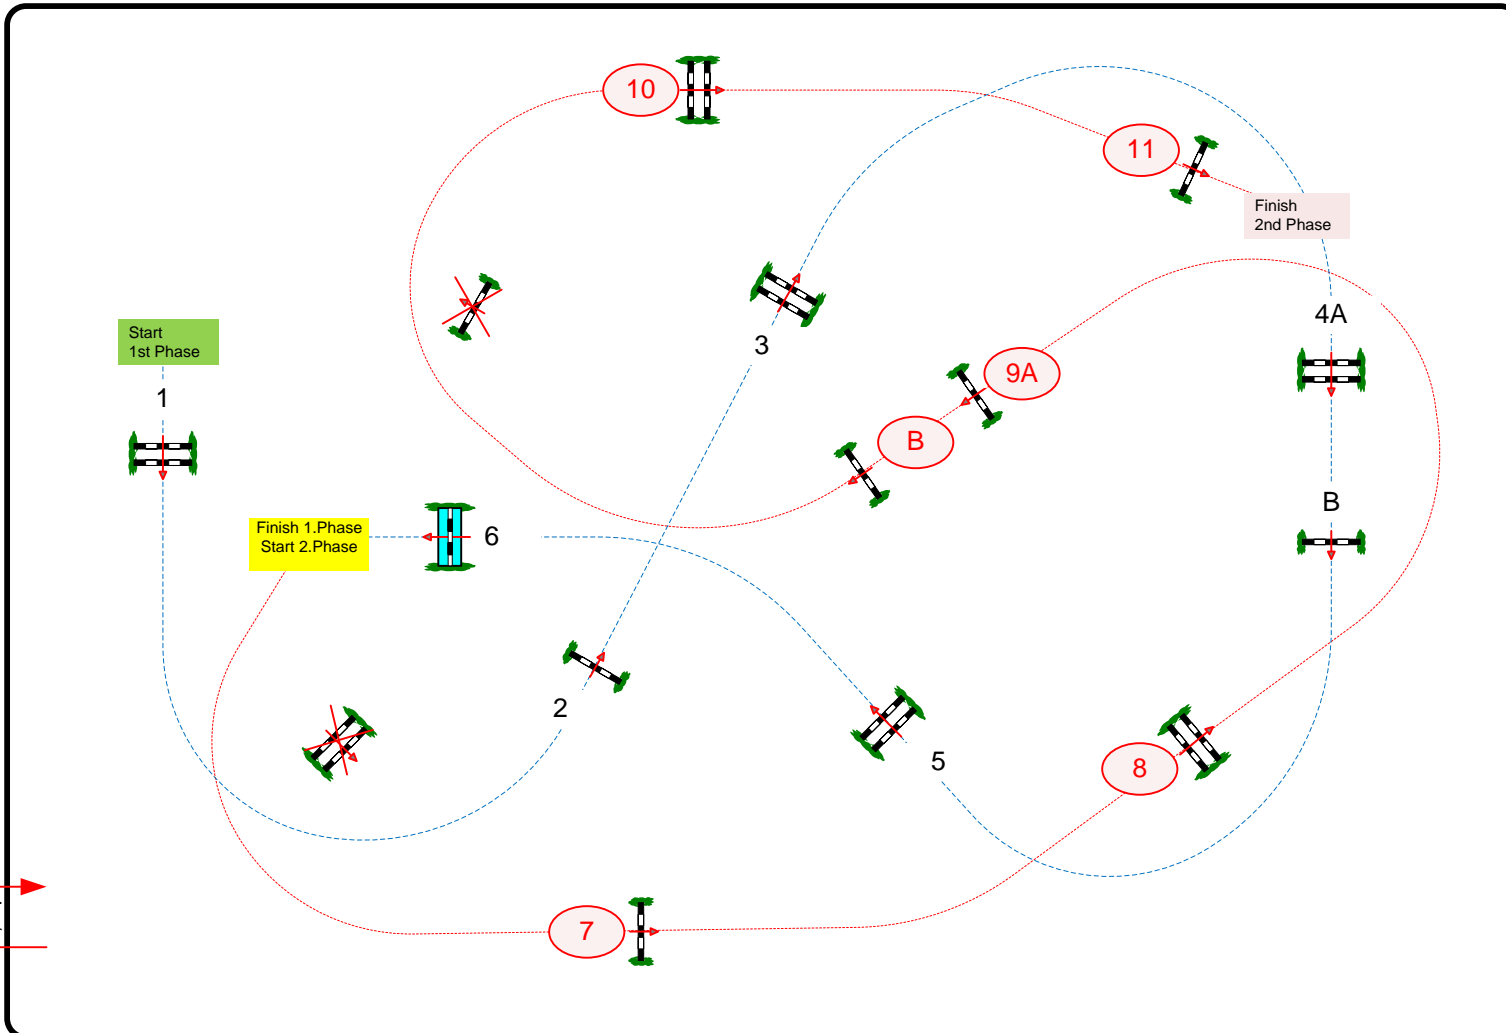 10
11
Finish
2nd Phase
4A
Start
1st Phase
3
9A
1
B
B
Finish 1.Phase
Start 2.Phase
6
2
5
8
7